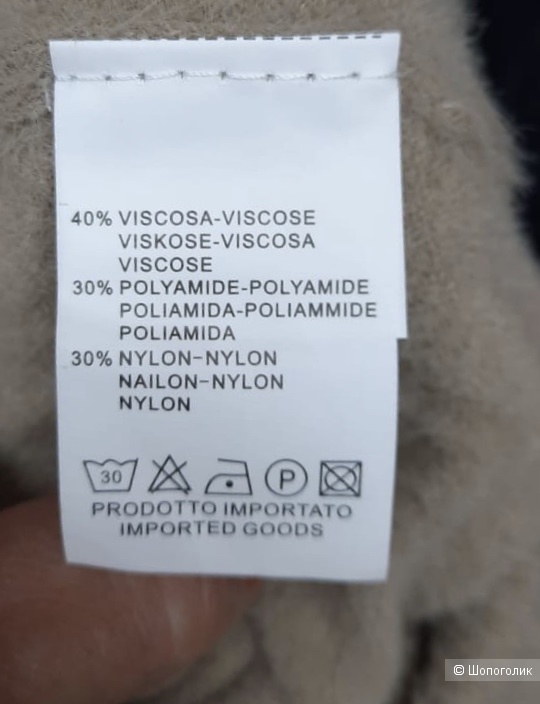 40% VISCOSA-VISCOSE
VISKOSE-VISCOSA
VISCOSE
30% POLYAMIDE-POLYAMIDE
POLIAMIDA-POLIAMMIDE
POLIAMIDA
30% NYLON-NYLON
NAILON-NYLON
NYLON
30 P
PRODOTTO IMPORTATO
IMPORTED GOODS
© Шопоголик